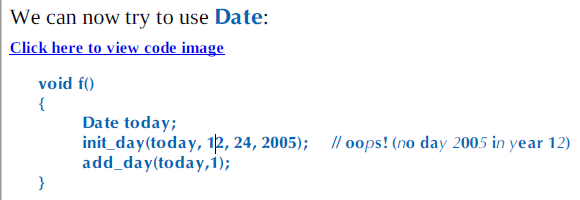 We can now try to use Date:
Click here to view code image
void f()
{
Date today;
init_day(today, 12, 24, 2005); // oops! (no day 2005 in year 12)
add_day(today,1);
}